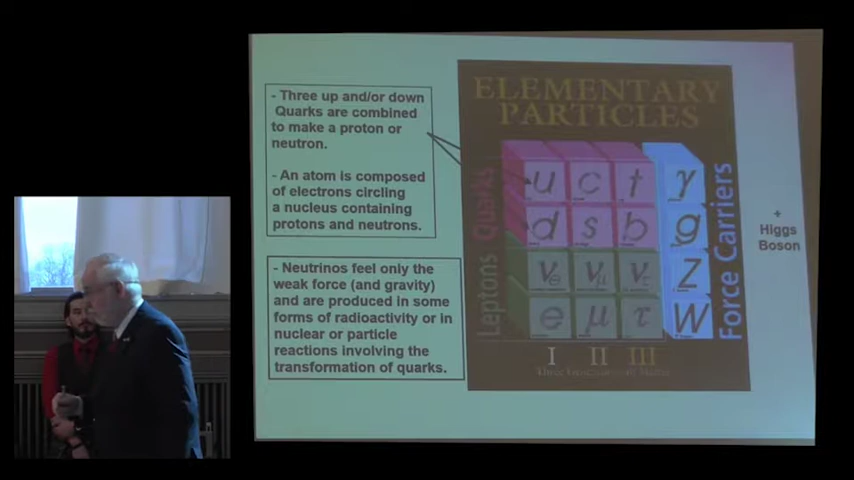 - Three up and/or down
Quarks are combined
to make a proton or
neutron.
- An atom is composed
of electrons circling
a nucleus containing
protons and neutrons.
- Neutrinos feel only the
weak force (and gravity)
and are produced in some
forms of radioactivity or in
nuclear or particle
reactions involving the
transformation of quarks.
ELEMENTARY
PARTICLES
Quarks
u c t γ
d s b g
Leptons
νe νμ ντ Z
e μ τ W
Force Carriers
I II III
+
Higgs
Boson